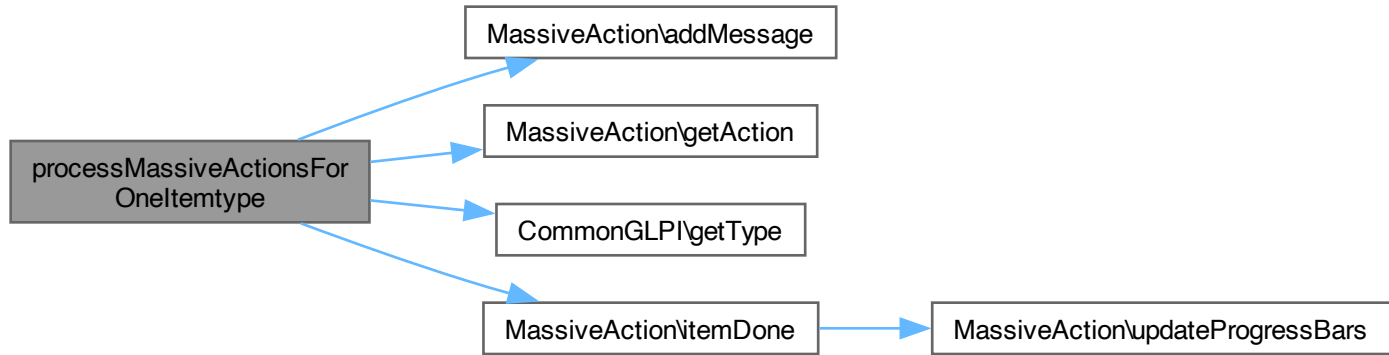 MassiveAction\addMessage
MassiveAction\getAction
processMassiveActionsFor
OneItemtype
CommonGLPI\getType
MassiveAction\itemDone
MassiveAction\updateProgressBars